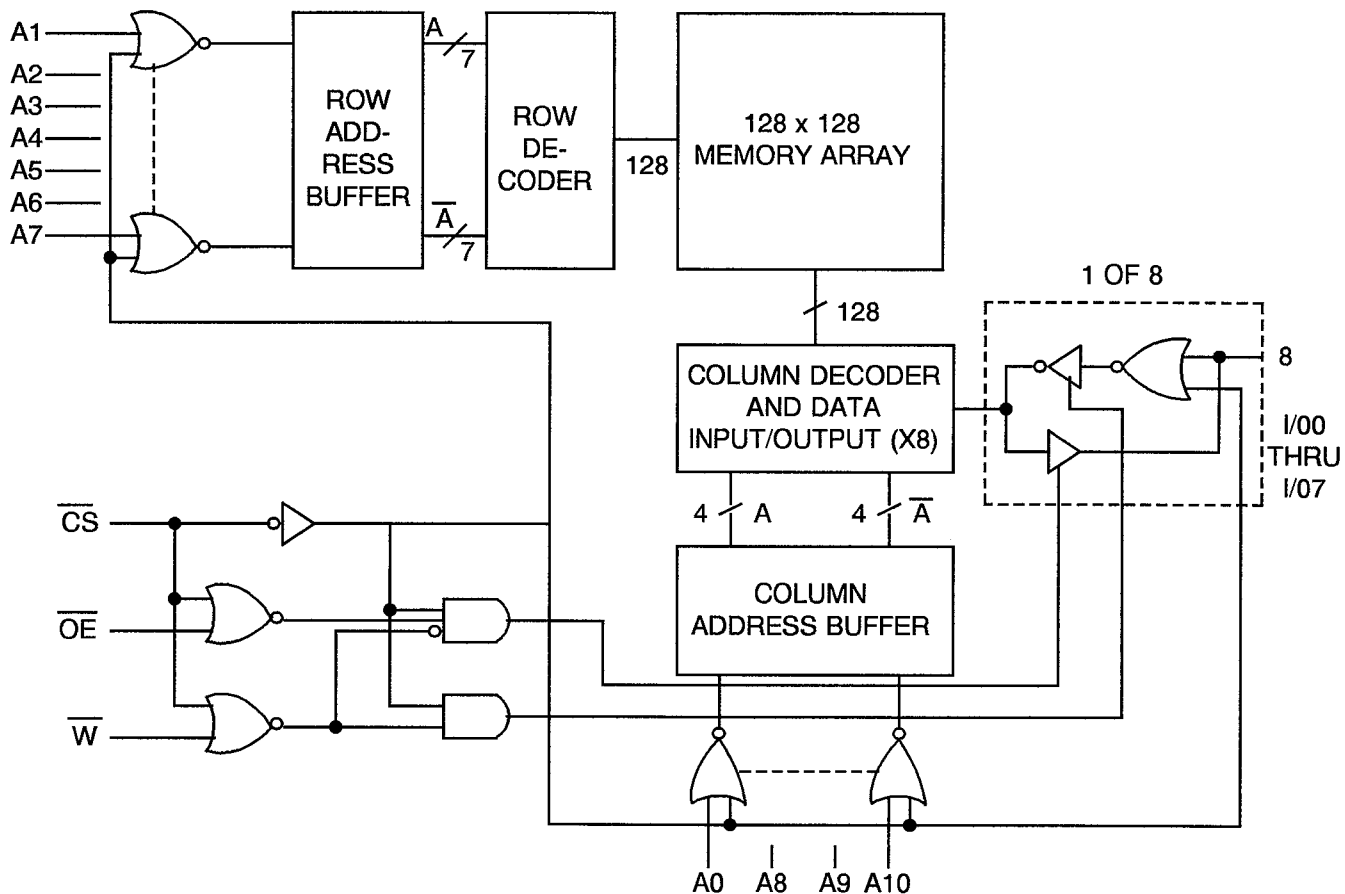 A1
A2
A3
A4
A5
A6
A7
ROW
ADD-
RESS
BUFFER
A
7
A̅
7
ROW
DE-
CODER
128
128 x 128
MEMORY ARRAY
128
1 OF 8
COLUMN DECODER
AND DATA
INPUT/OUTPUT (X8)
8
I/00
THRU
I/07
4 A
4 A̅
COLUMN
ADDRESS BUFFER
C̅S̅
O̅E̅
W̅
A0 A8 A9 A10